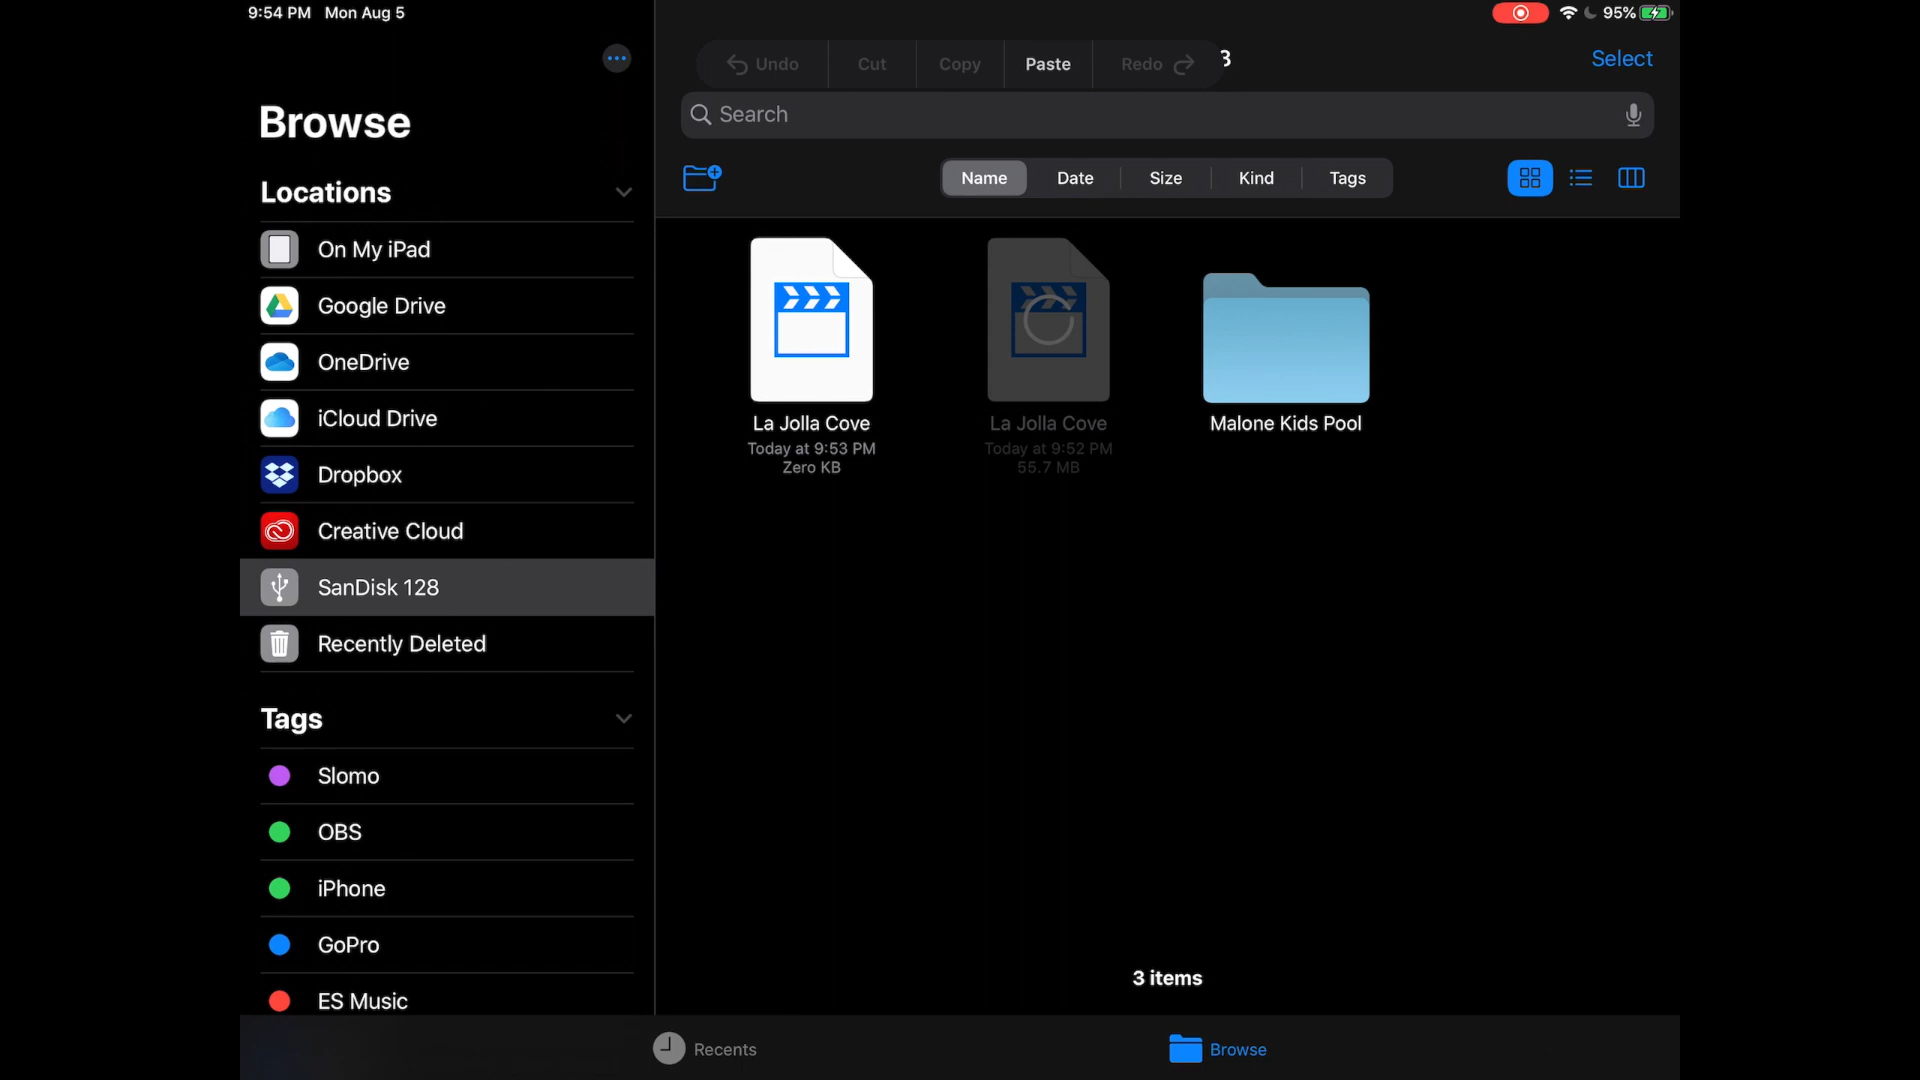 9:54 PM Mon Aug 5
95%
Undo
Cut
Copy
Paste
Redo
Select
Browse
Search
Name
Date
Size
Kind
Tags
Locations
On My iPad
Google Drive
OneDrive
iCloud Drive
Dropbox
Creative Cloud
SanDisk 128
Recently Deleted
Tags
Slomo
OBS
iPhone
GoPro
ES Music
La Jolla Cove
Today at 9:53 PM
Zero KB
La Jolla Cove
Today at 9:52 PM
55.7 MB
Malone Kids Pool
3 items
Recents
Browse